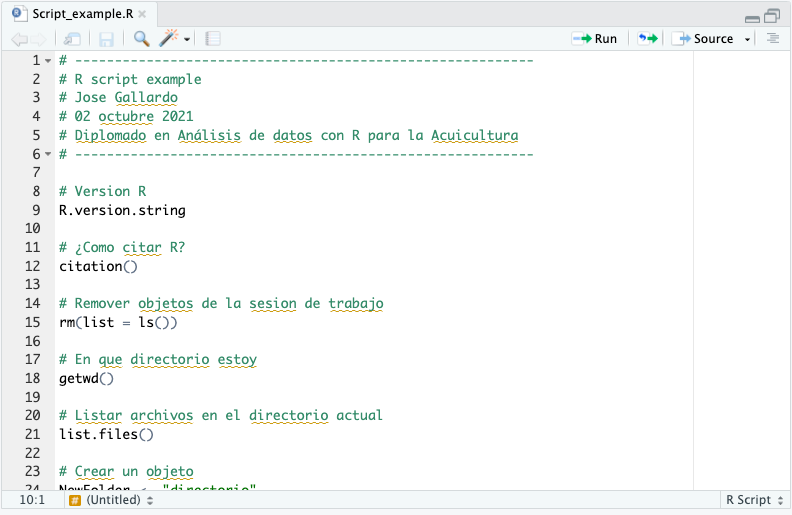 Script_example.R
Run
Source
1 # ----------------------------------------------------------
2 # R script example
3 # Jose Gallardo
4 # 02 octubre 2021
5 # Diplomado en Análisis de datos con R para la Acuicultura
6 # ----------------------------------------------------------
7
8 # Version R
9 R.version.string
10
11 # ¿Como citar R?
12 citation()
13
14 # Remover objetos de la sesion de trabajo
15 rm(list = ls())
16
17 # En que directorio estoy
18 getwd()
19
20 # Listar archivos en el directorio actual
21 list.files()
22
23 # Crear un objeto
24 NewFolder <- "directorio"
10:1 # (Untitled) R Script